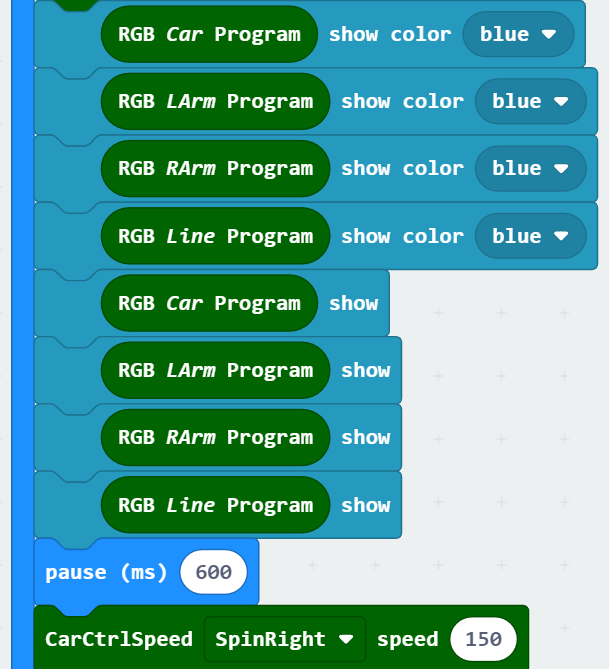 RGB Car Program show color blue
RGB LArm Program show color blue
RGB RArm Program show color blue
RGB Line Program show color blue
RGB Car Program show
RGB LArm Program show
RGB RArm Program show
RGB Line Program show
pause (ms) 600
CarCtrlSpeed SpinRight speed 150